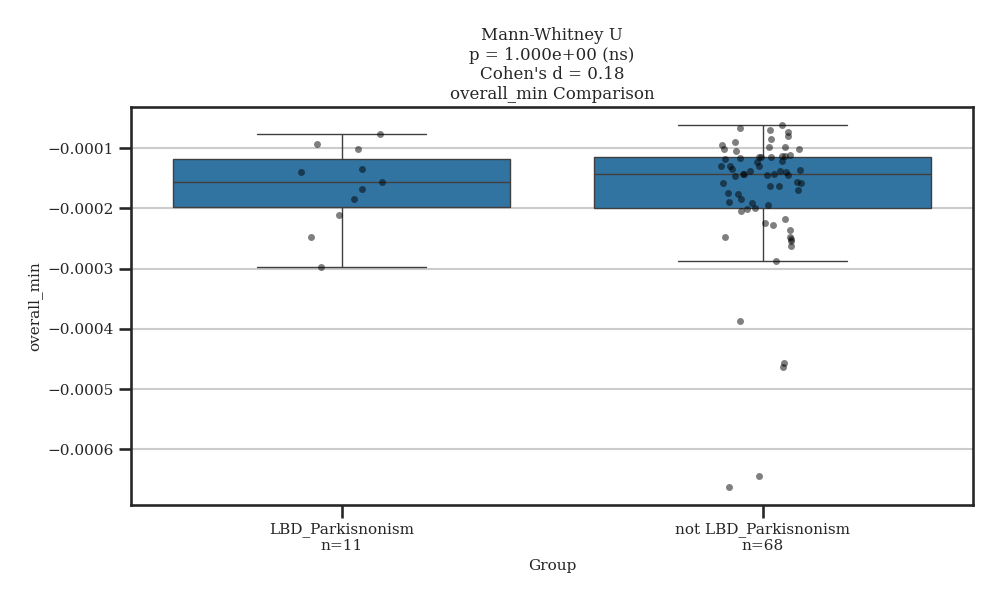 Mann-Whitney U
p = 1.000e+00 (ns)
Cohen's d = 0.18
overall_min Comparison
overall_min
−0.0001
−0.0002
−0.0003
−0.0004
−0.0005
−0.0006
LBD_Parkisnonism
n=11
not LBD_Parkisnonism
n=68
Group